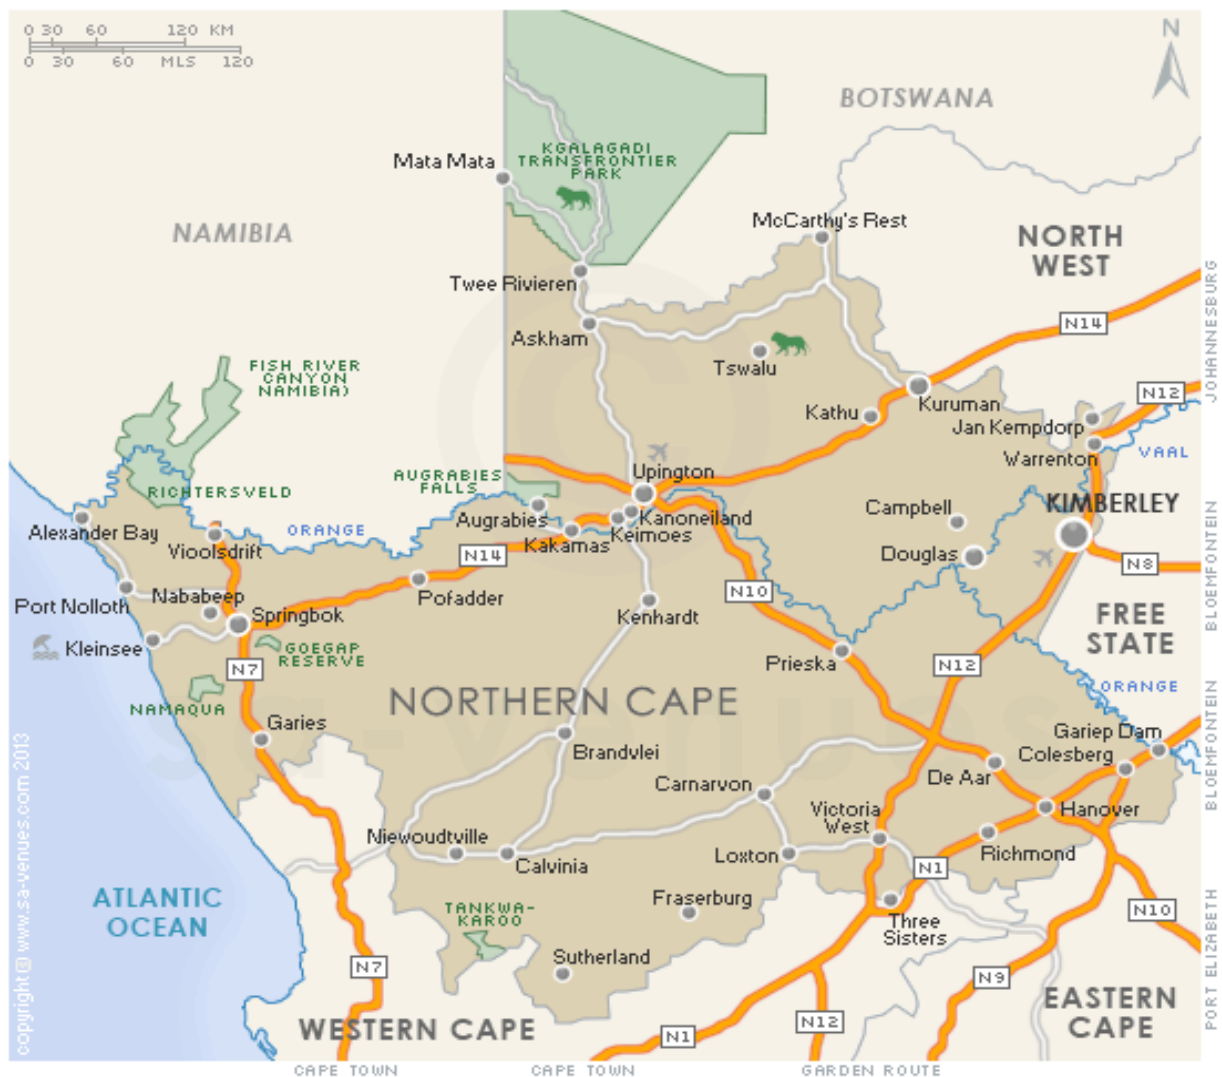 0 30 60 120 KM
0 30 60 MLS 120
N
BOTSWANA
KGALAGADI
TRANSFRONTIER
PARK
Mata Mata
NAMIBIA
McCarthy's Rest
NORTH
WEST
Twee Rivieren
JOHANNESBURG
N14
Askham
Tswalu
FISH RIVER
CANYON
NAMIBIA)
N12
Kathu
Kuruman
Jan Kempdorp
Warrenton
VAAL
AUGRABIES
FALLS
Upington
RICHTERSVELD
KIMBERLEY
Campbell
Alexander Bay
ORANGE
Augrabies
Kanoneiland
Keimoes
Kakamas
Vioolsdrift
N14
Douglas
N8
BLOEMFONTEIN
Port Nolloth
Nababeep
Springbok
Pofadder
N10
Kenhardt
FREE
STATE
Kleinsee
GOEGAP
RESERVE
N7
Prieska
N12
ORANGE
NAMAQUA
NORTHERN CAPE
sa-venues
Garies
Gariep Dam
Colesberg
BLOEMFONTEIN
Brandvlei
De Aar
Carnarvon
Victoria
West
Hanover
Niewoudtville
Calvinia
Loxton
Richmond
N1
ATLANTIC
OCEAN
Fraserburg
TANKWA-
KAROO
Three
Sisters
N10
PORT ELIZABETH
Sutherland
N7
N9
EASTERN
CAPE
WESTERN CAPE
N1
N12
copyright @ www.sa-venues.com 2013
CAPE TOWN
CAPE TOWN
GARDEN ROUTE